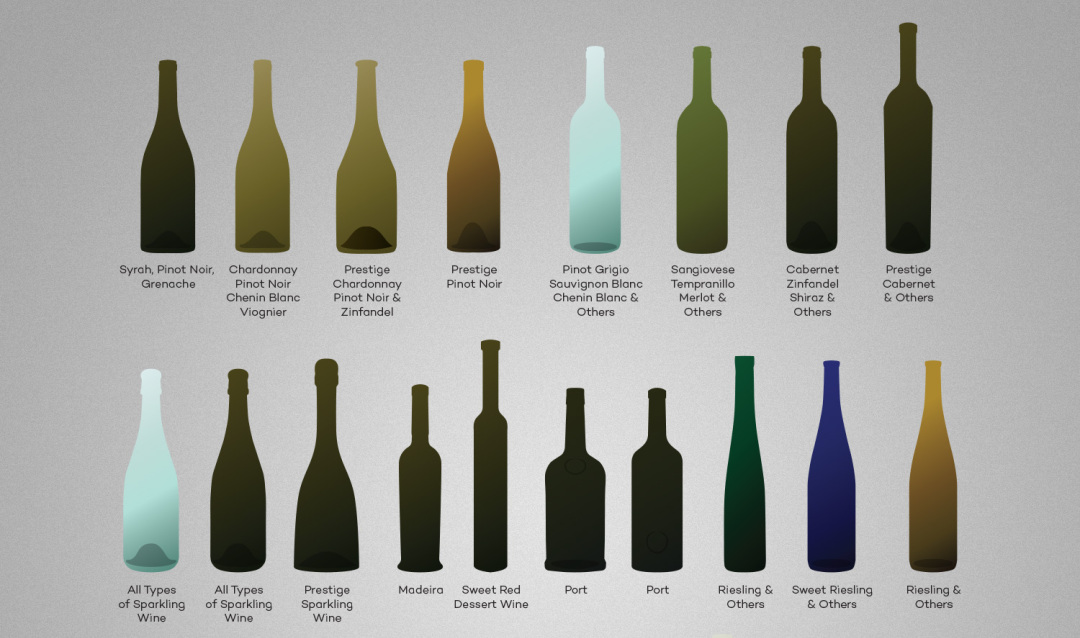 Syrah, Pinot Noir,
Grenache
Chardonnay
Pinot Noir
Chenin Blanc
Viognier
Prestige
Chardonnay
Pinot Noir &
Zinfandel
Prestige
Pinot Noir
Pinot Grigio
Sauvignon Blanc
Chenin Blanc &
Others
Sangiovese
Tempranillo
Merlot &
Others
Cabernet
Zinfandel
Shiraz &
Others
Prestige
Cabernet
& Others
All Types
of Sparkling
Wine
All Types
of Sparkling
Wine
Prestige
Sparkling
Wine
Madeira
Sweet Red
Dessert Wine
Port
Port
Riesling &
Others
Sweet Riesling
& Others
Riesling &
Others